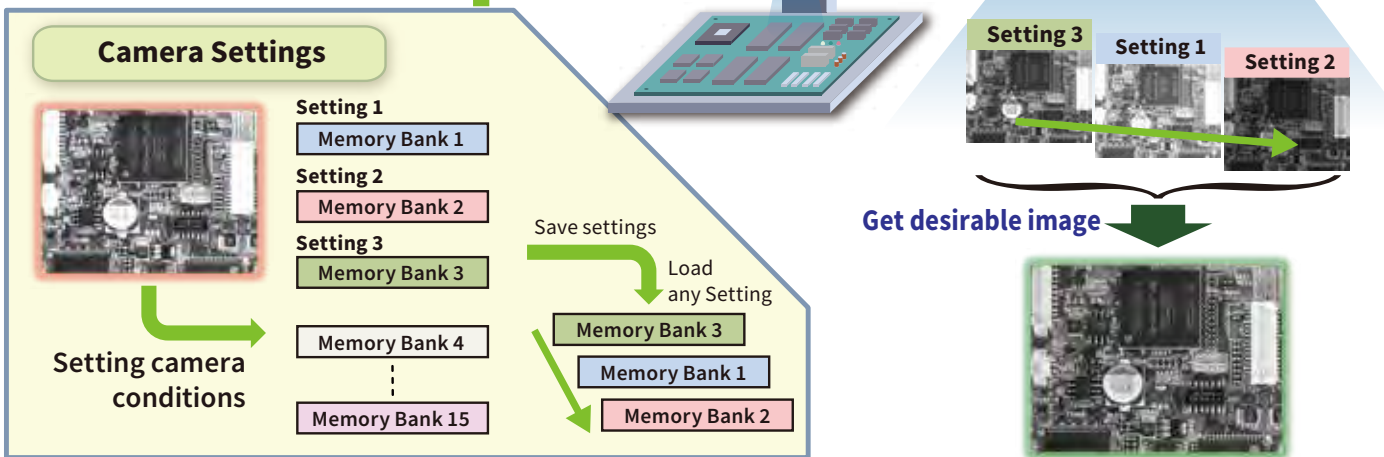 Camera Settings
Setting 1
Memory Bank 1
Setting 2
Memory Bank 2
Setting 3
Memory Bank 3
Memory Bank 4
Memory Bank 15
Setting camera
conditions
Save settings
Load
any Setting
Memory Bank 3
Memory Bank 1
Memory Bank 2
Setting 3
Setting 1
Setting 2
Get desirable image